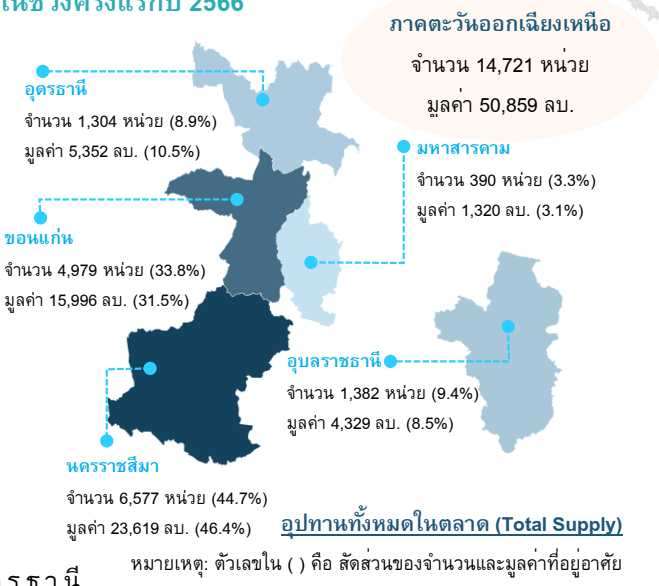 ในช่วงครึ่งแรกปี 2566
ภาคตะวันออกเฉียงเหนือ
จำนวน 14,721 หน่วย
มูลค่า 50,859 ลบ.
อุดรธานี
จำนวน 1,304 หน่วย (8.9%)
มูลค่า 5,352 ลบ. (10.5%)
มหาสารคาม
จำนวน 390 หน่วย (3.3%)
มูลค่า 1,320 ลบ. (3.1%)
ขอนแก่น
จำนวน 4,979 หน่วย (33.8%)
มูลค่า 15,996 ลบ. (31.5%)
อุบลราชธานี
จำนวน 1,382 หน่วย (9.4%)
มูลค่า 4,329 ลบ. (8.5%)
นครราชสีมา
จำนวน 6,577 หน่วย (44.7%)
มูลค่า 23,619 ลบ. (46.4%)
อุปทานทั้งหมดในตลาด (Total Supply)
หมายเหตุ: ตัวเลขใน ( ) คือ สัดส่วนของจำนวนและมูลค่าที่อยู่อาศัย